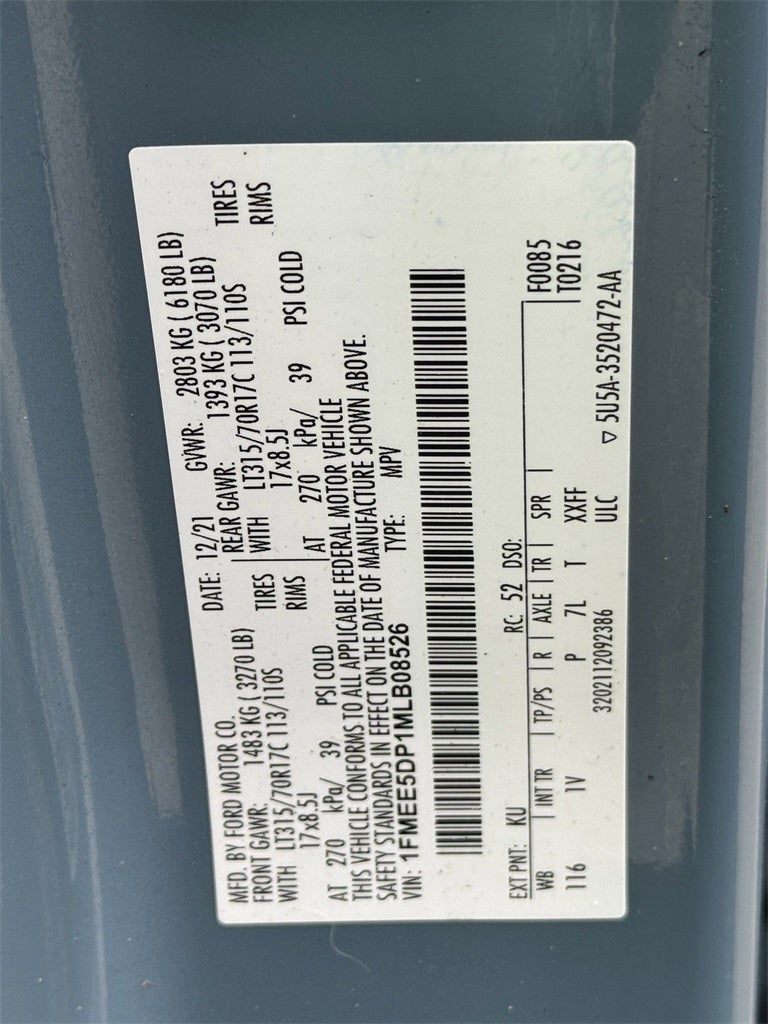 MFD. BY FORD MOTOR CO. DATE: 12/21 GVWR: 2803 KG ( 6180 LB)
FRONT GAWR: 1483 KG ( 3270 LB) REAR GAWR: 1393 KG ( 3070 LB)
WITH LT315/70R17C 113/110S TIRES WITH LT315/70R17C 113/110S TIRES
17x8.5J RIMS 17x8.5J RIMS
AT 270 kPa/ 39 PSI COLD AT 270 kPa/ 39 PSI COLD
THIS VEHICLE CONFORMS TO ALL APPLICABLE FEDERAL MOTOR VEHICLE
SAFETY STANDARDS IN EFFECT ON THE DATE OF MANUFACTURE SHOWN ABOVE.
VIN: 1FMEE5DP1MLB08526 TYPE: MPV
EXT PNT: KU RC: 52 DSO: F0085
WB INT TR TP/PS R AXLE TR SPR T0216
116 1V P 7L T XXFF
3202112092386 ULC ▽ 5U5A-3520472-AA